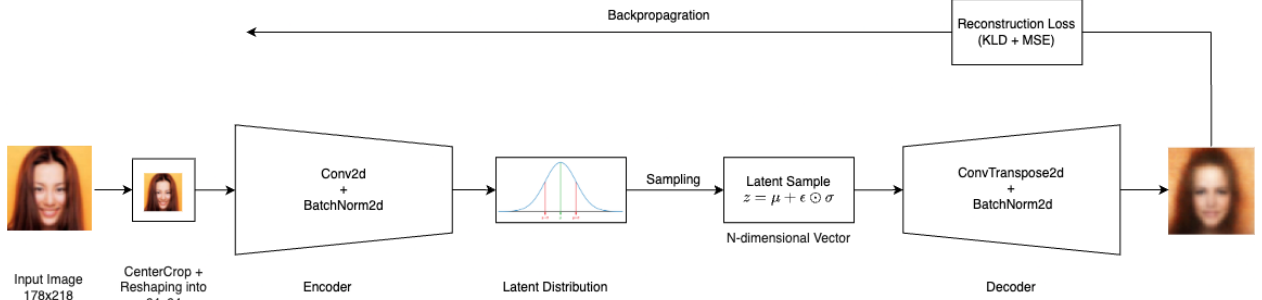 Backpropagration
Reconstruction Loss
(KLD + MSE)
Conv2d
+
BatchNorm2d
Sampling
Latent Sample
z = μ + ϵ ⊙ σ
ConvTranspose2d
+
BatchNorm2d
N-dimensional Vector
Input Image
178x218
CenterCrop +
Reshaping into
Encoder
Latent Distribution
Decoder